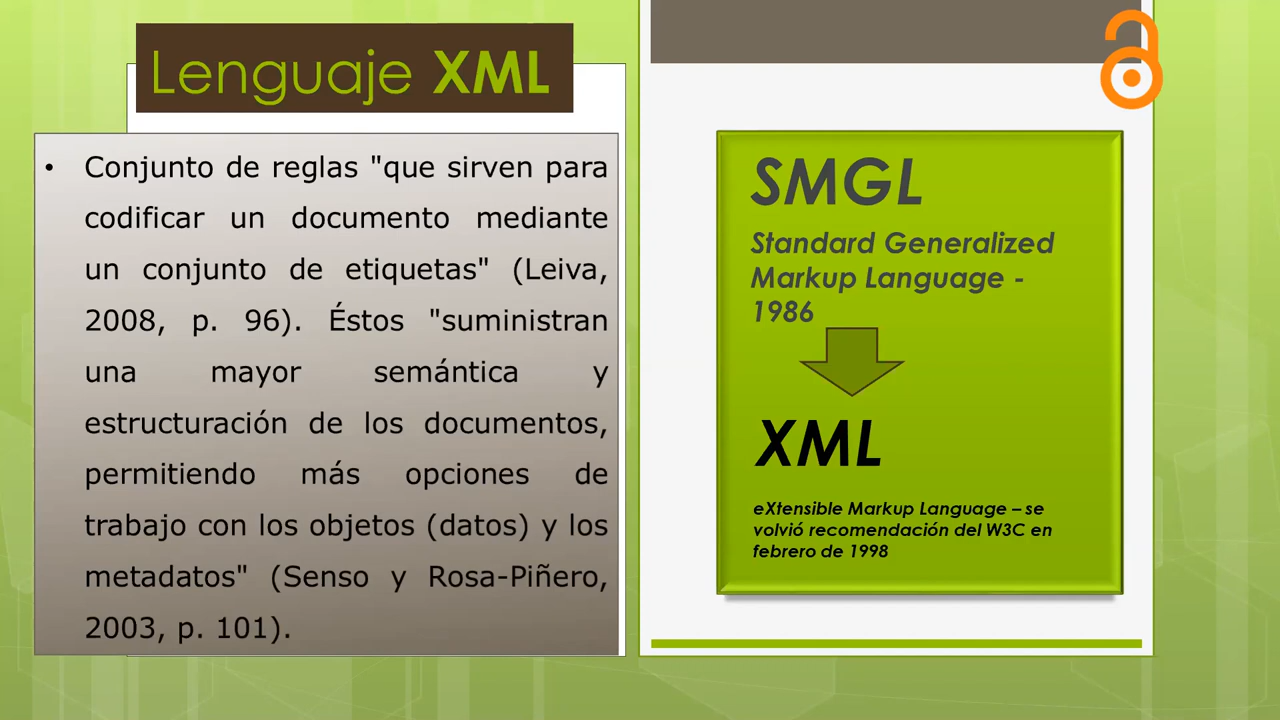 Lenguaje XML
• Conjunto de reglas "que sirven para
codificar un documento mediante
un conjunto de etiquetas" (Leiva,
2008, p. 96). Éstos "suministran
una mayor semántica y
estructuración de los documentos,
permitiendo más opciones de
trabajo con los objetos (datos) y los
metadatos" (Senso y Rosa-Piñero,
2003, p. 101).
SMGL
Standard Generalized
Markup Language -
1986
XML
eXtensible Markup Language – se
volvió recomendación del W3C en
febrero de 1998